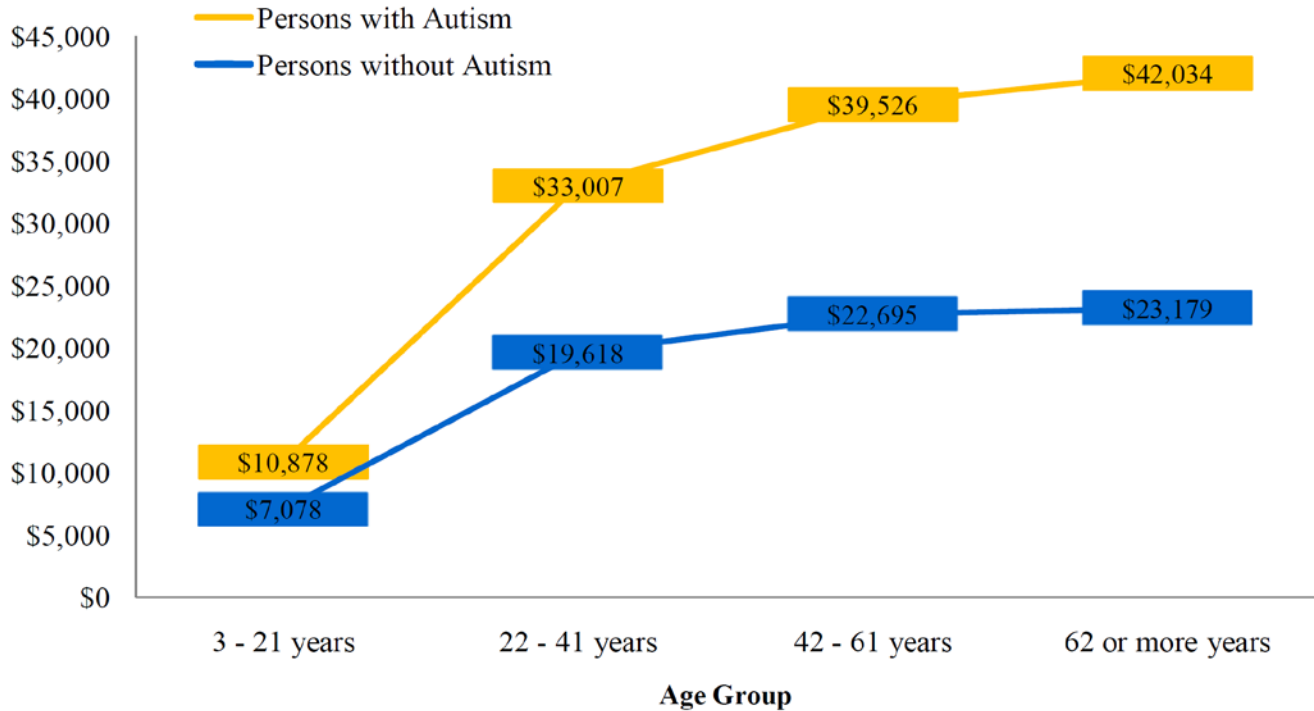 Persons with Autism
Persons without Autism
$45,000
$40,000
$35,000
$30,000
$25,000
$20,000
$15,000
$10,000
$5,000
$0
$10,878
$33,007
$39,526
$42,034
$7,078
$19,618
$22,695
$23,179
3 - 21 years
22 - 41 years
42 - 61 years
62 or more years
Age Group